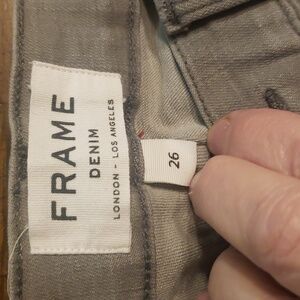 FRAME
DENIM
LONDON - LOS ANGELES
26